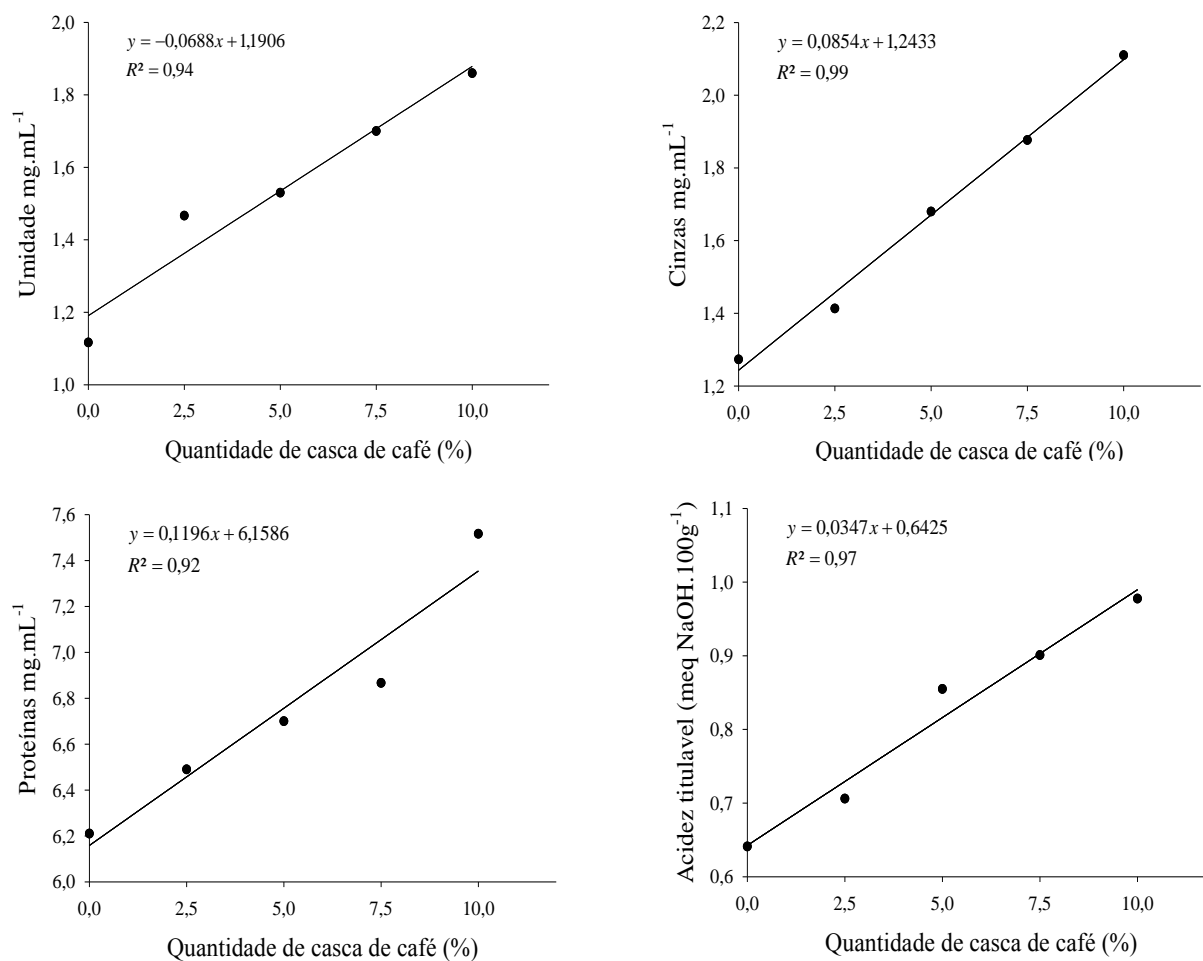 y = −0,0688x + 1,1906
R² = 0,94
2,0
1,8
1,6
1,4
1,2
1,0
Umidade mg.mL⁻¹
0,0 2,5 5,0 7,5 10,0
Quantidade de casca de café (%)
y = 0,0854x + 1,2433
R² = 0,99
2,2
2,0
1,8
1,6
1,4
1,2
Cinzas mg.mL⁻¹
0,0 2,5 5,0 7,5 10,0
Quantidade de casca de café (%)
y = 0,1196x + 6,1586
R² = 0,92
7,6
7,4
7,2
7,0
6,8
6,6
6,4
6,2
6,0
Proteínas mg.mL⁻¹
0,0 2,5 5,0 7,5 10,0
Quantidade de casca de café (%)
y = 0,0347x + 0,6425
R² = 0,97
1,1
1,0
0,9
0,8
0,7
0,6
Acidez titulavel (meq NaOH.100g⁻¹)
0,0 2,5 5,0 7,5 10,0
Quantidade de casca de café (%)